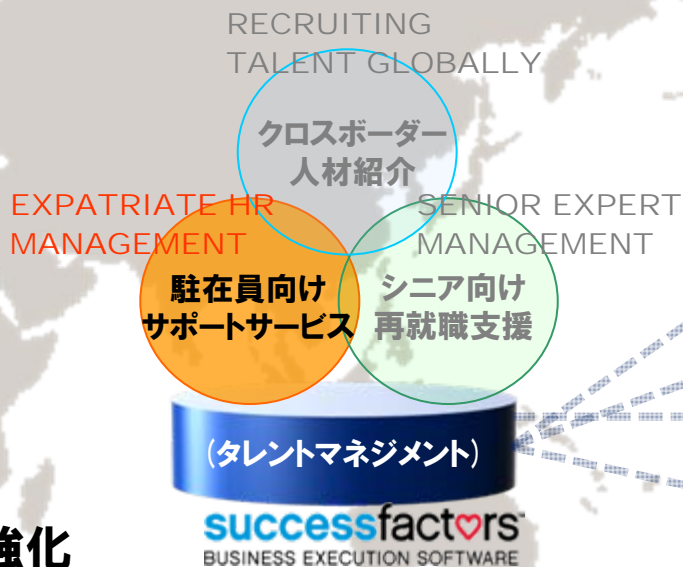 RECRUITING
TALENT GLOBALLY
クロスボーダー
人材紹介
EXPATRIATE HR
MANAGEMENT
SENIOR EXPERT
MANAGEMENT
駐在員向け
サポートサービス
シニア向け
再就職支援
(タレントマネジメント)
successfactors
BUSINESS EXECUTION SOFTWARE
強化